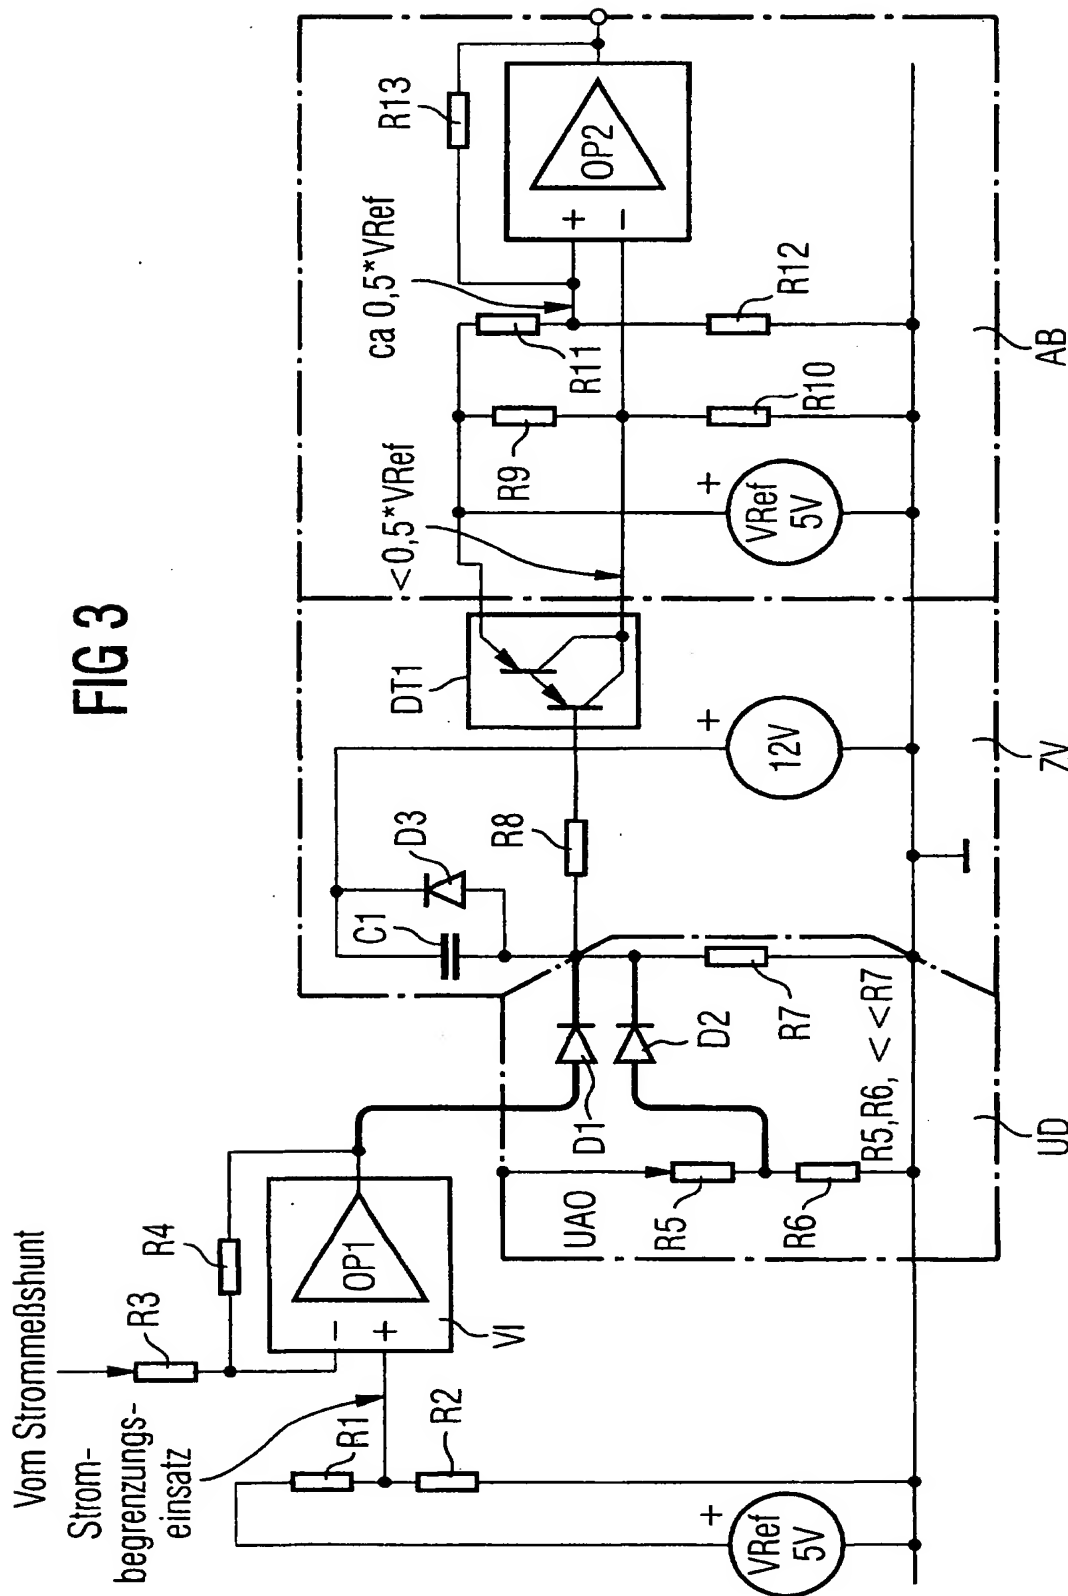 FIG 3
Vom Strommeßshunt
Strom-
begrenzungs-
einsatz
R3
R4
R1
R2
OP1
−
+
VI
+
VRef
5V
UA0
R5
R6
D1
D2
R5,R6, <<R7
R7
UD
C1
D3
R8
DT1
+
12V
ZV
<0,5*VRef
ca 0,5*VRef
+
VRef
5V
R9
R10
R11
R12
R13
OP2
+
−
AB